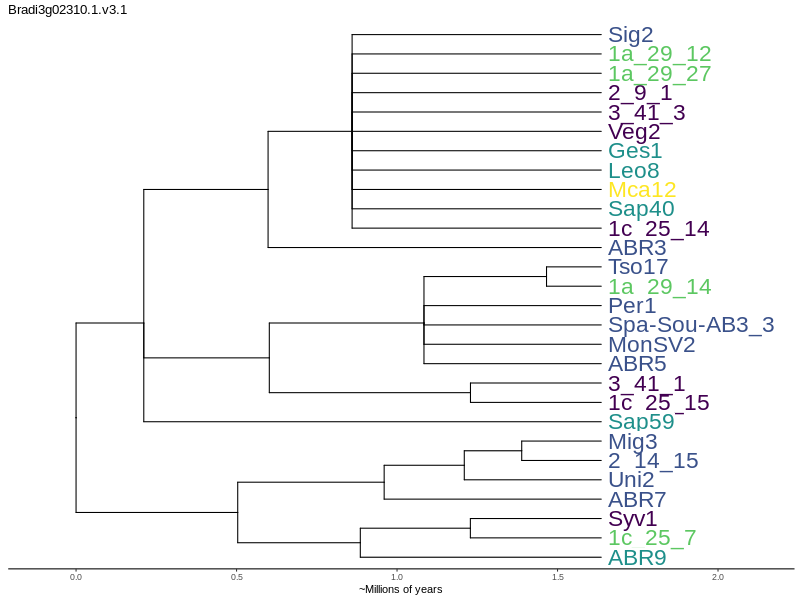 Bradi3g02310.1.v3.1
Sig2
1a_29_12
1a_29_27
2_9_1
3_41_3
Veg2
Ges1
Leo8
Mca12
Sap40
1c_25_14
ABR3
Tso17
1a_29_14
Per1
Spa-Sou-AB3_3
MonSV2
ABR5
3_41_1
1c_25_15
Sap59
Mig3
2_14_15
Uni2
ABR7
Syv1
1c_25_7
ABR9
0.0 0.5 1.0 1.5 2.0
~Millions of years